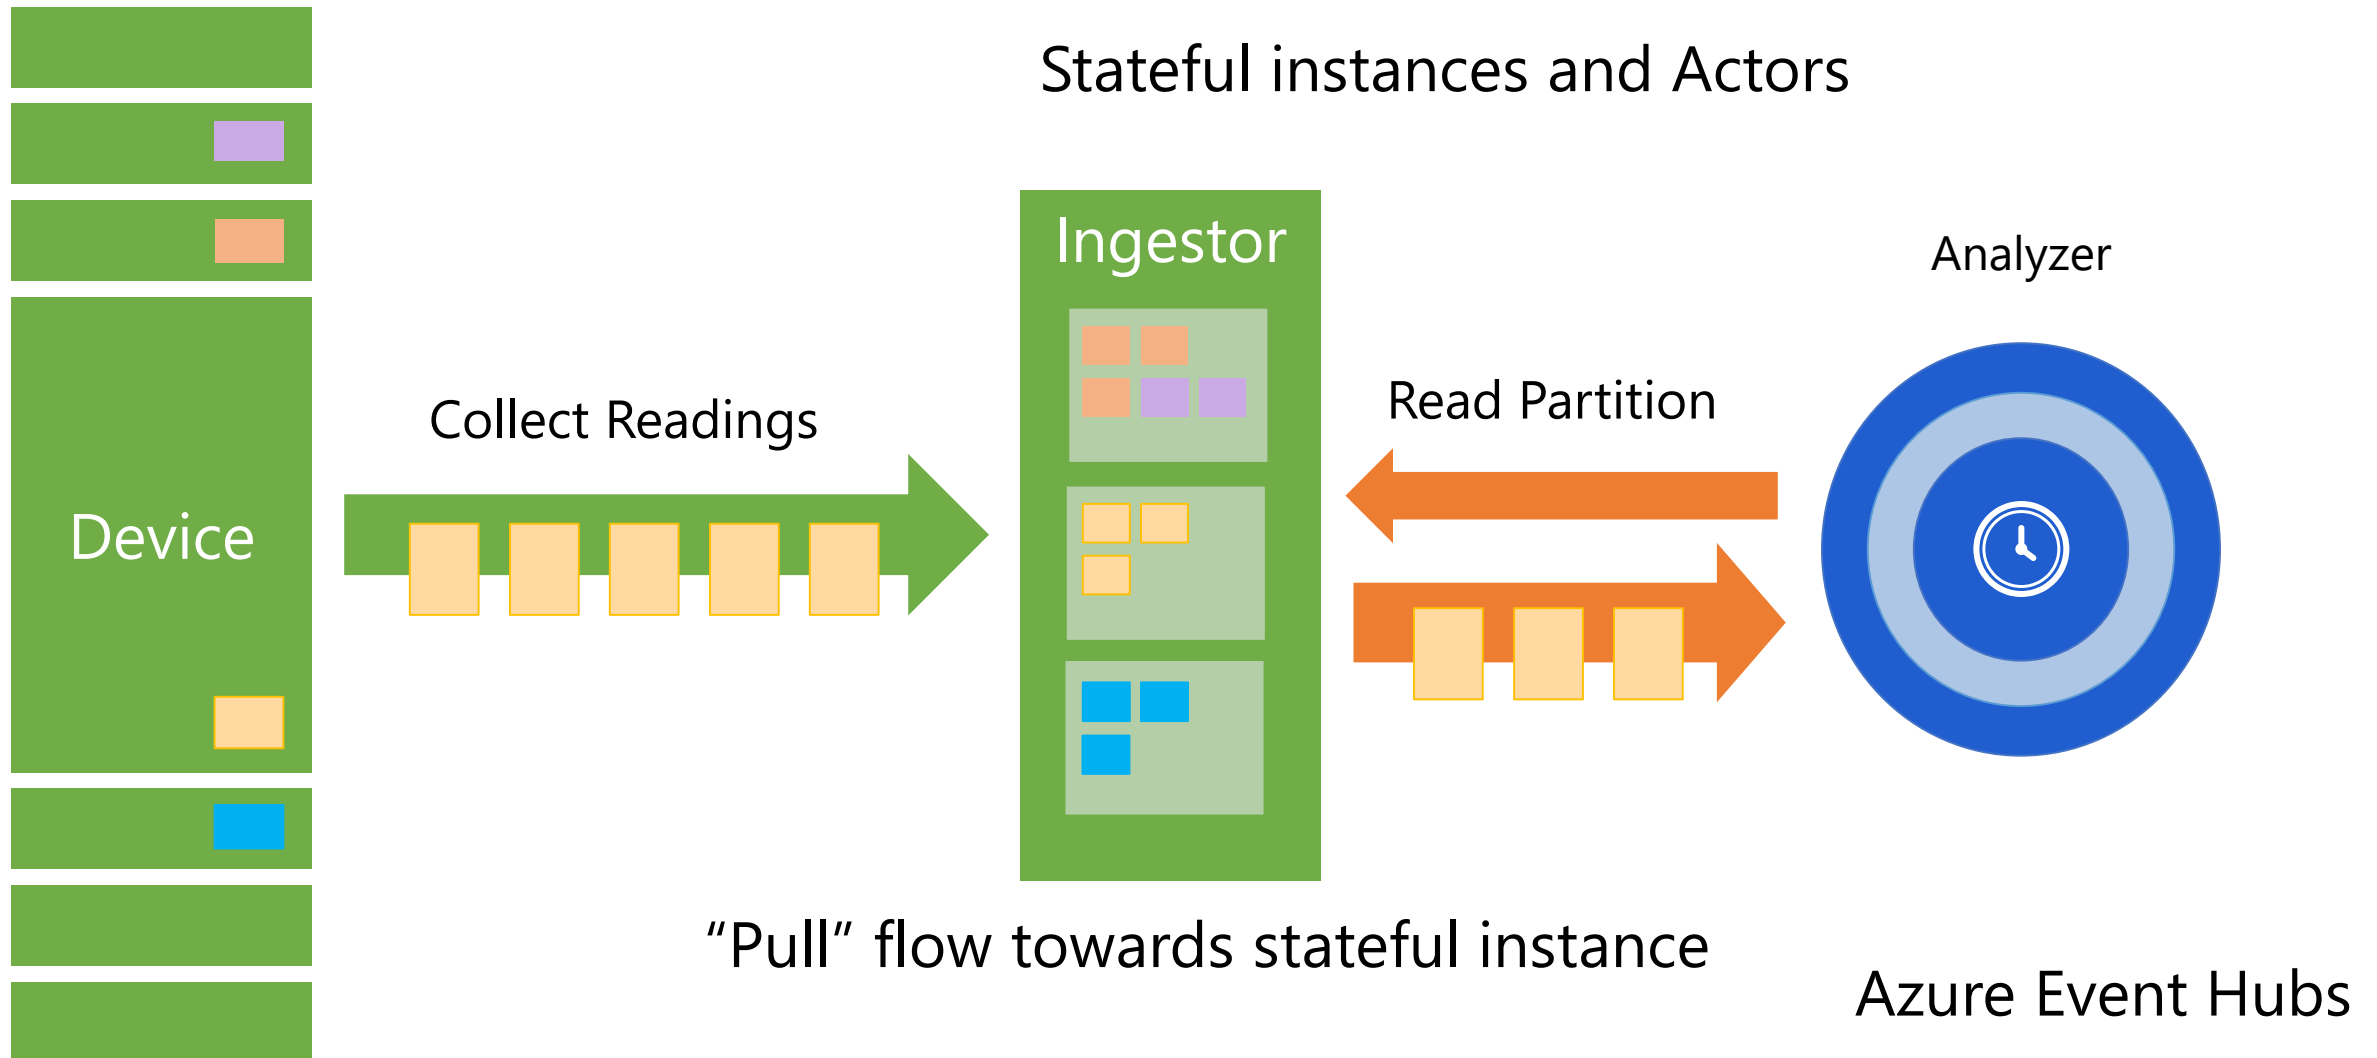 Stateful instances and Actors
Ingestor
Analyzer
Collect Readings
Read Partition
Device
“Pull” flow towards stateful instance
Azure Event Hubs